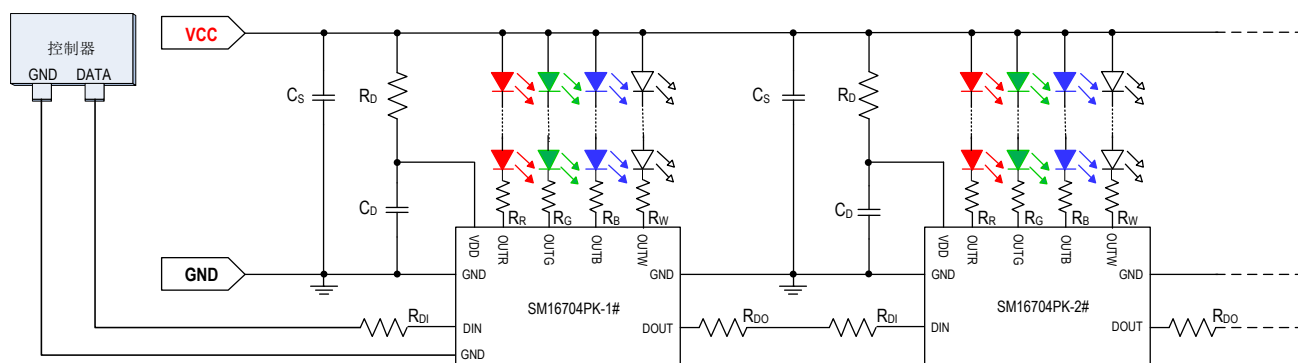 控制器
GND DATA
VCC
GND
CS
RD
CD
RR
RG
RB
RW
VDD
OUTR
OUTG
OUTB
OUTW
GND
GND
SM16704PK-1#
RDI
DIN
DOUT
GND
RDO
RDI
CS
RD
CD
RR
RG
RB
RW
VDD
OUTR
OUTG
OUTB
OUTW
GND
GND
SM16704PK-2#
DIN
DOUT
RDO